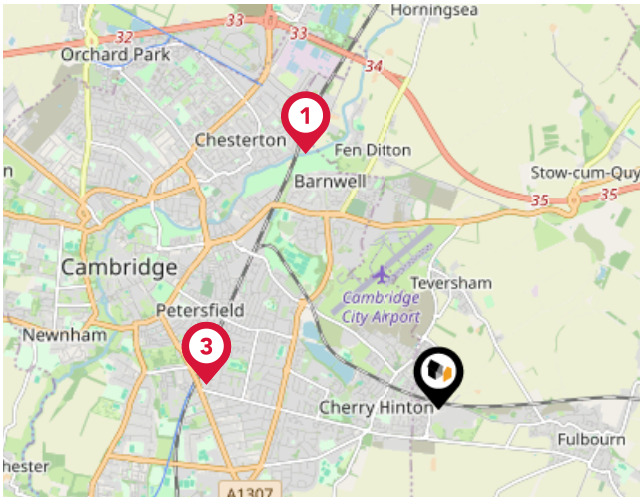 Horningsea
33
32
33
Orchard Park
34
1
Chesterton
Fen Ditton
Stow-cum-Quy
Barnwell
35
35
n
Cambridge
Teversham
Cambridge
City Airport
Petersfield
Newnham
3
Cherry Hinton
Fulbourn
hester
A1307